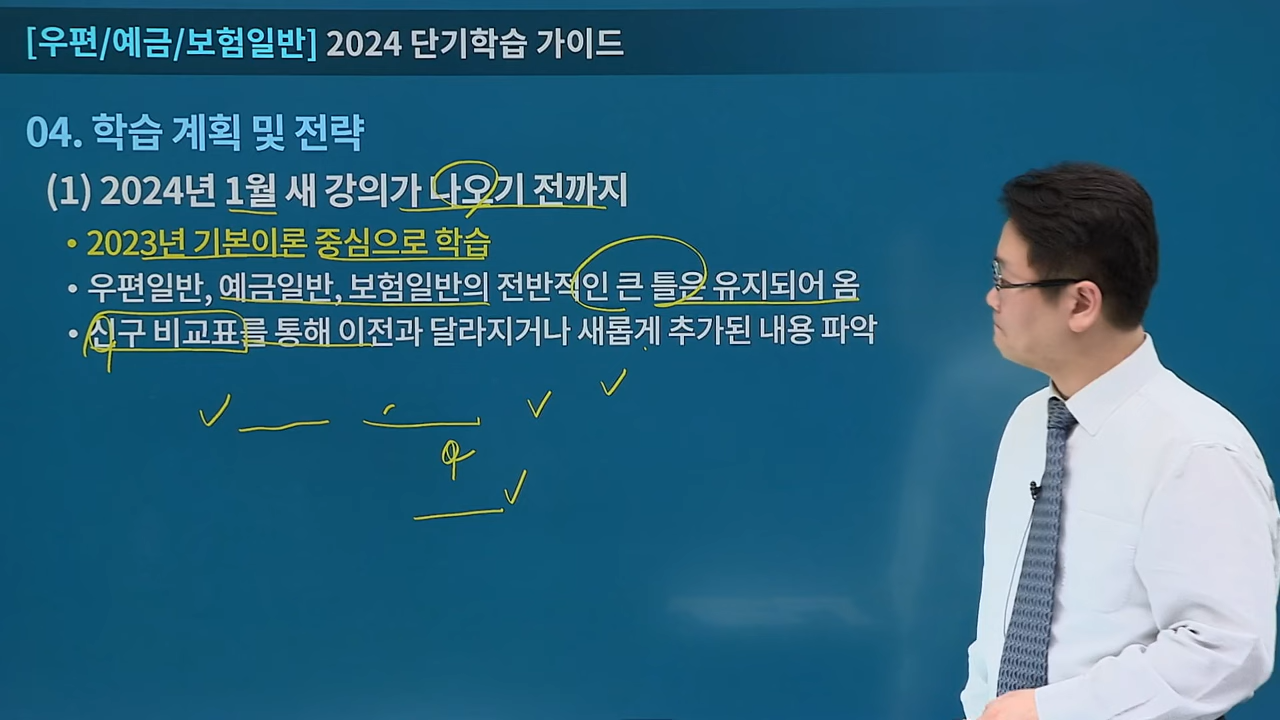 [우편/예금/보험일반] 2024 단기학습 가이드
04. 학습 계획 및 전략
(1) 2024년 1월 새 강의가 나오기 전까지
• 2023년 기본이론 중심으로 학습
• 우편일반, 예금일반, 보험일반의 전반적인 큰 틀은 유지되어 옴
• 신구 비교표를 통해 이전과 달라지거나 새롭게 추가된 내용 파악